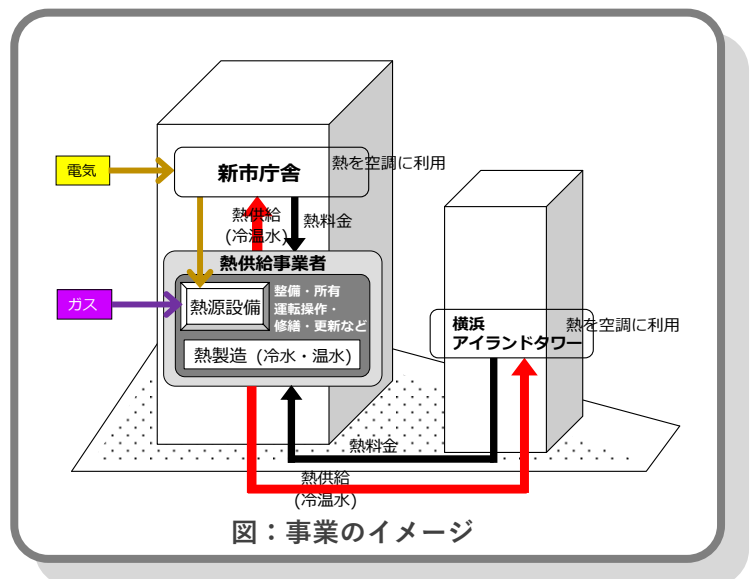 電気
新市庁舎
熱を空調に利用
熱供給
(冷温水)
熱料金
熱供給事業者
ガス
熱源設備
整備・所有
運転操作・
修繕・更新など
熱製造 (冷水・温水)
横浜
アイランドタワー
熱を空調に利用
熱料金
熱供給
(冷温水)
図：事業のイメージ